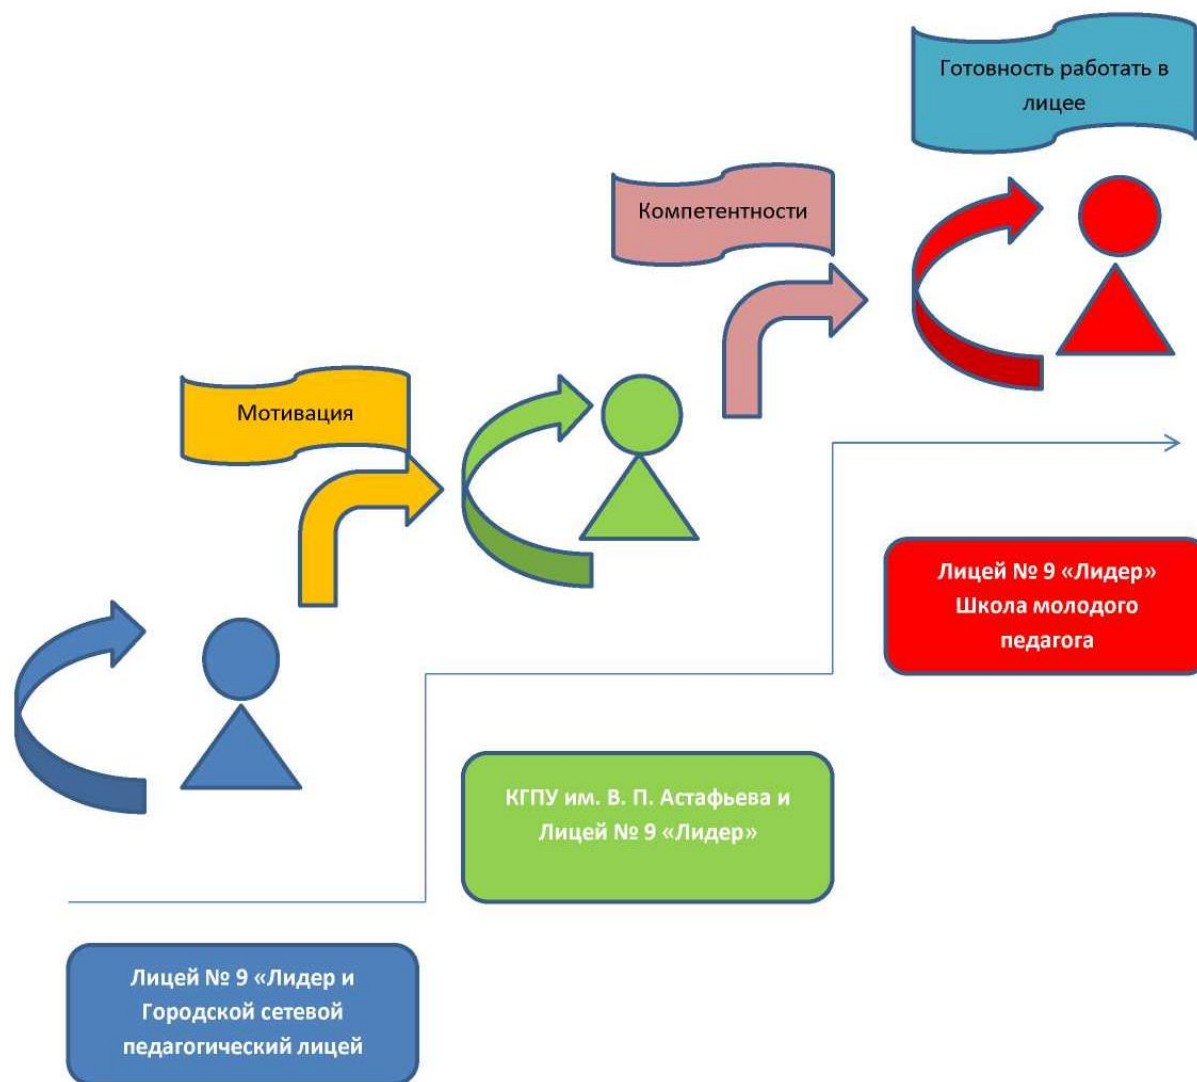 Готовность работать в
лицее
Компетентности
Мотивация
Лицей № 9 «Лидер»
Школа молодого
педагога
КГПУ им. В. П. Астафьева и
Лицей № 9 «Лидер»
Лицей № 9 «Лидер и
Городской сетевой
педагогический лицей